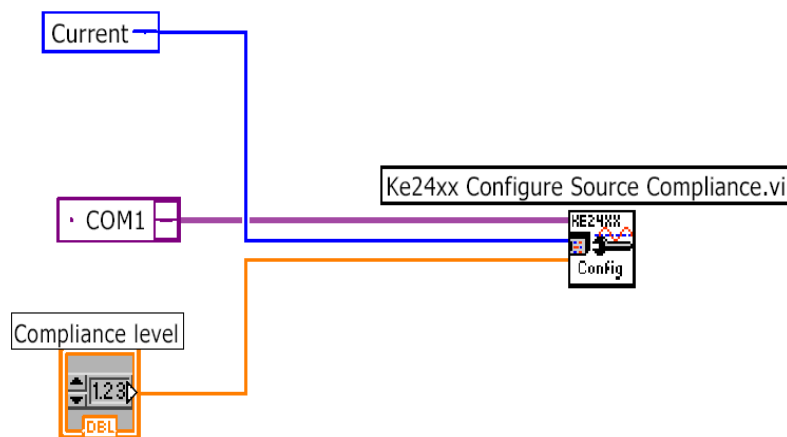 Current
Ke24xx Configure Source Compliance.vi
COM1
KE24XX
Config
Compliance level
1.23
DBL